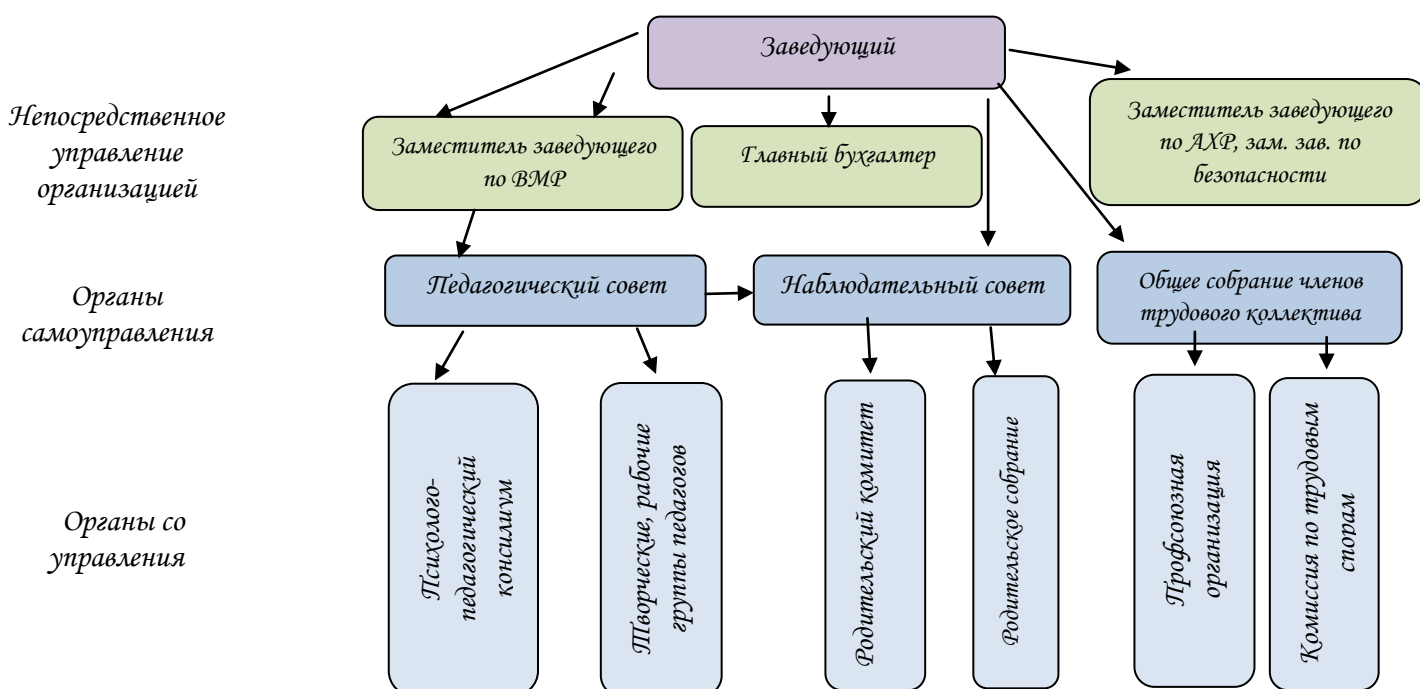 Заведующий
Непосредственное
управление
организацией
Заместитель заведующего
по ВМР
Главный бухгалтер
Заместитель заведующего
по АХР, зам. зав. по
безопасности
Органы
самоуправления
Педагогический совет
Наблюдательный совет
Общее собрание членов
трудового коллектива
Органы со
управления
Психолого-
педагогический
консилиум
Творческие, рабочие
группы педагогов
Родительский комитет
Родительское собрание
Профсоюзная
организация
Комиссия по трудовым
спорам